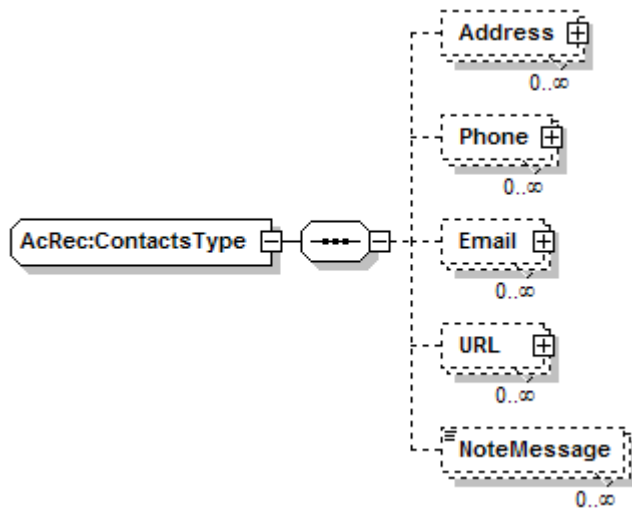 Address
0..∞
Phone
0..∞
AcRec:ContactsType
Email
0..∞
URL
0..∞
NoteMessage
0..∞